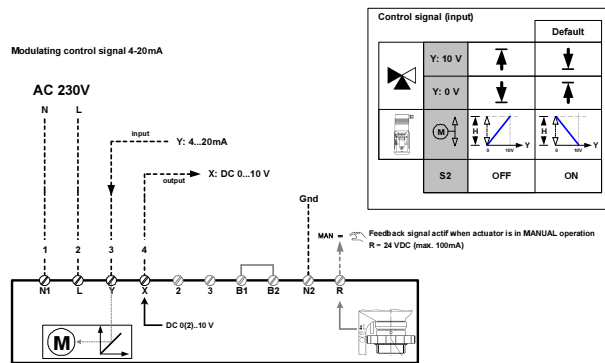 Modulating control signal 4-20mA
AC 230V
N L
input
Y: 4...20mA
output
X: DC 0...10 V
Gnd
MAN
Feedback signal actif when actuator is in MANUAL operation
R = 24 VDC (max. 100mA)
1 2 3 4
N1 L Y X 2 3 B1 B2 N2 R
DC 0(2)..10 V
M
Control signal (input)
Default
Y: 10 V
Y: 0 V
M
H
0 10V Y
H
0 10V Y
S2 OFF ON